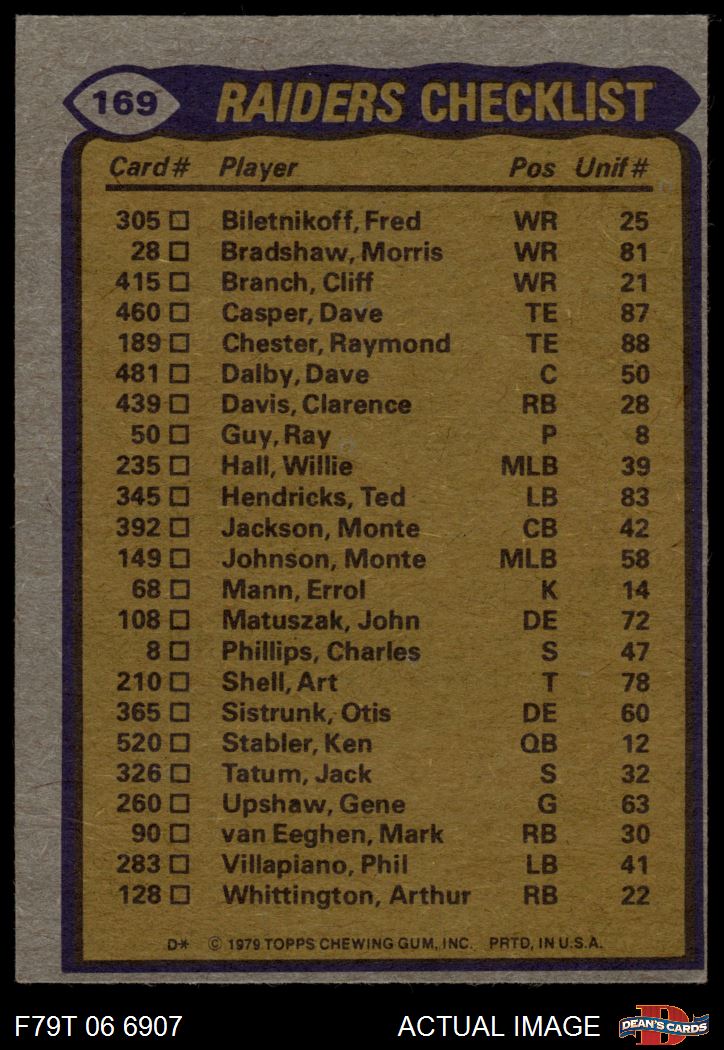 169 RAIDERS CHECKLIST
Card# Player Pos Unif#
305 Biletnikoff, Fred WR 25
28 Bradshaw, Morris WR 81
415 Branch, Cliff WR 21
460 Casper, Dave TE 87
189 Chester, Raymond TE 88
481 Dalby, Dave C 50
439 Davis, Clarence RB 28
50 Guy, Ray P 8
235 Hall, Willie MLB 39
345 Hendricks, Ted LB 83
392 Jackson, Monte CB 42
149 Johnson, Monte MLB 58
68 Mann, Errol K 14
108 Matuszak, John DE 72
8 Phillips, Charles S 47
210 Shell, Art T 78
365 Sistrunk, Otis DE 60
520 Stabler, Ken QB 12
326 Tatum, Jack S 32
260 Upshaw, Gene G 63
90 van Eeghen, Mark RB 30
283 Villapiano, Phil LB 41
128 Whittington, Arthur RB 22
D* © 1979 TOPPS CHEWING GUM, INC. PRTD, IN U.S.A.
F79T 06 6907 ACTUAL IMAGE D DEAN'S CARDS